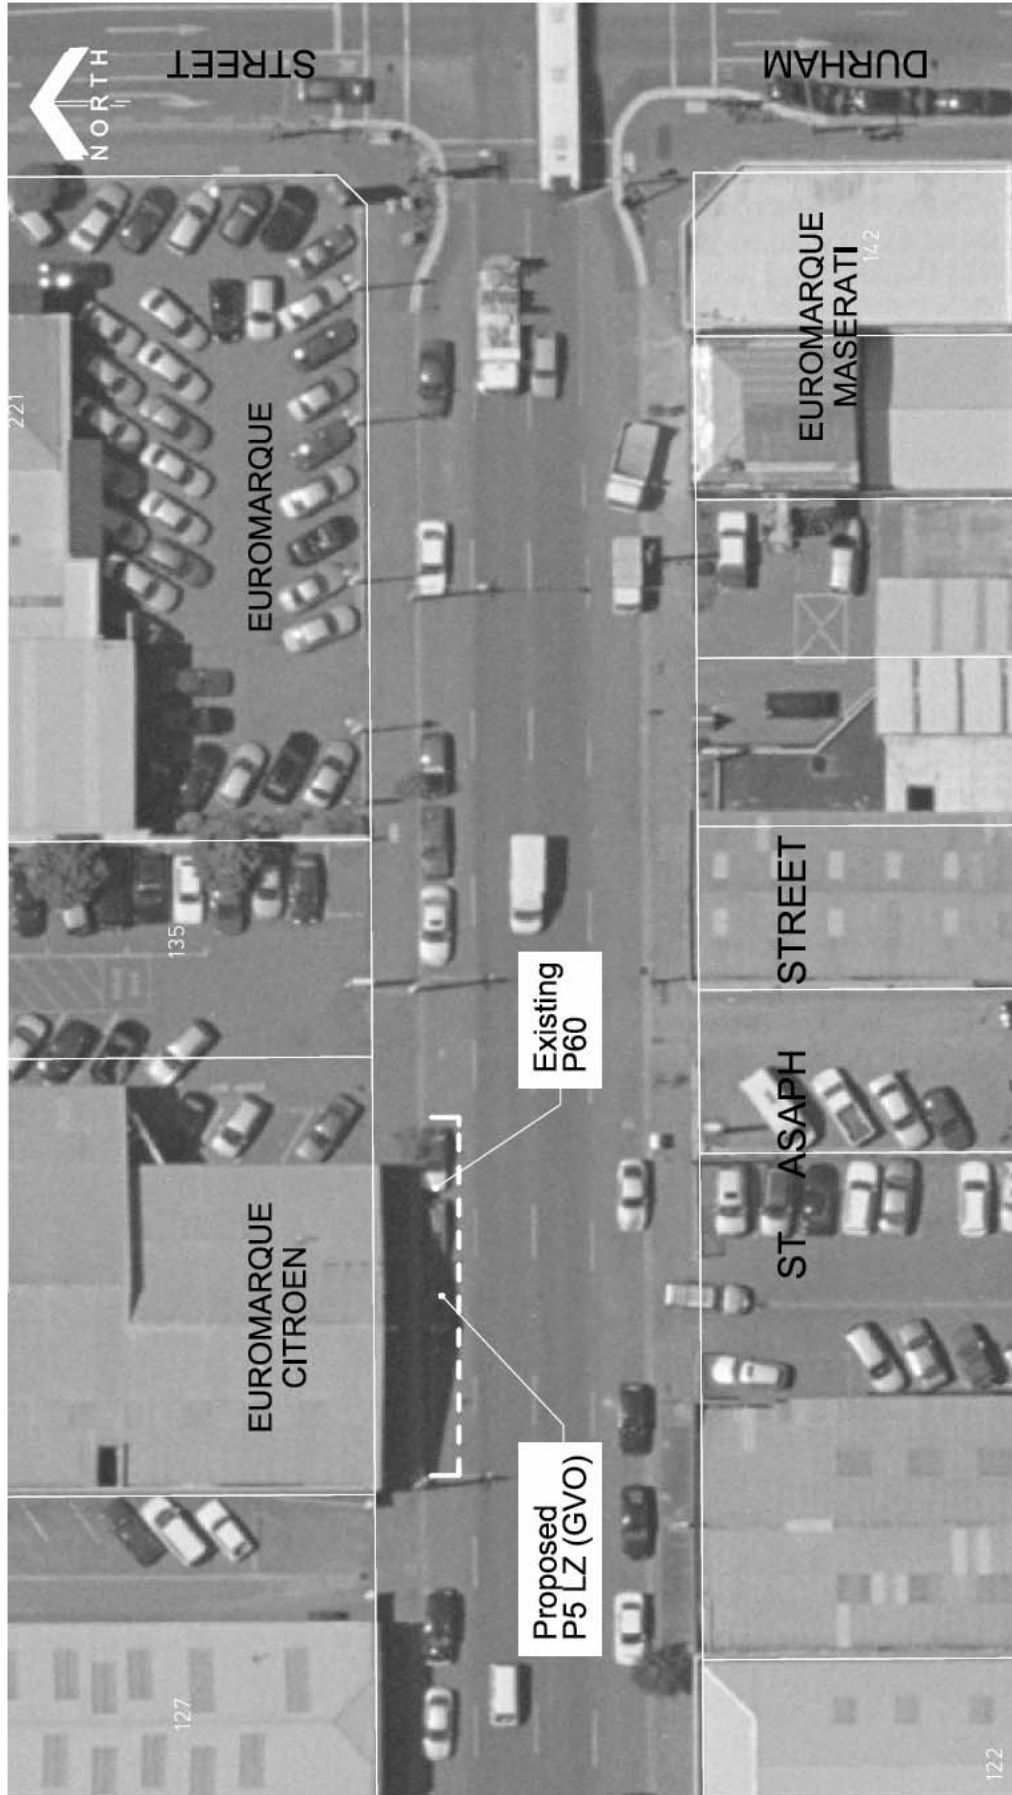 NORTH
127
135
221
EUROMARQUE
CITROEN
EUROMARQUE
Proposed
P5 LZ (GVO)
Existing
P60
ST ASAPH STREET
EUROMARQUE
MASERATI
142
122
DURHAM STREET